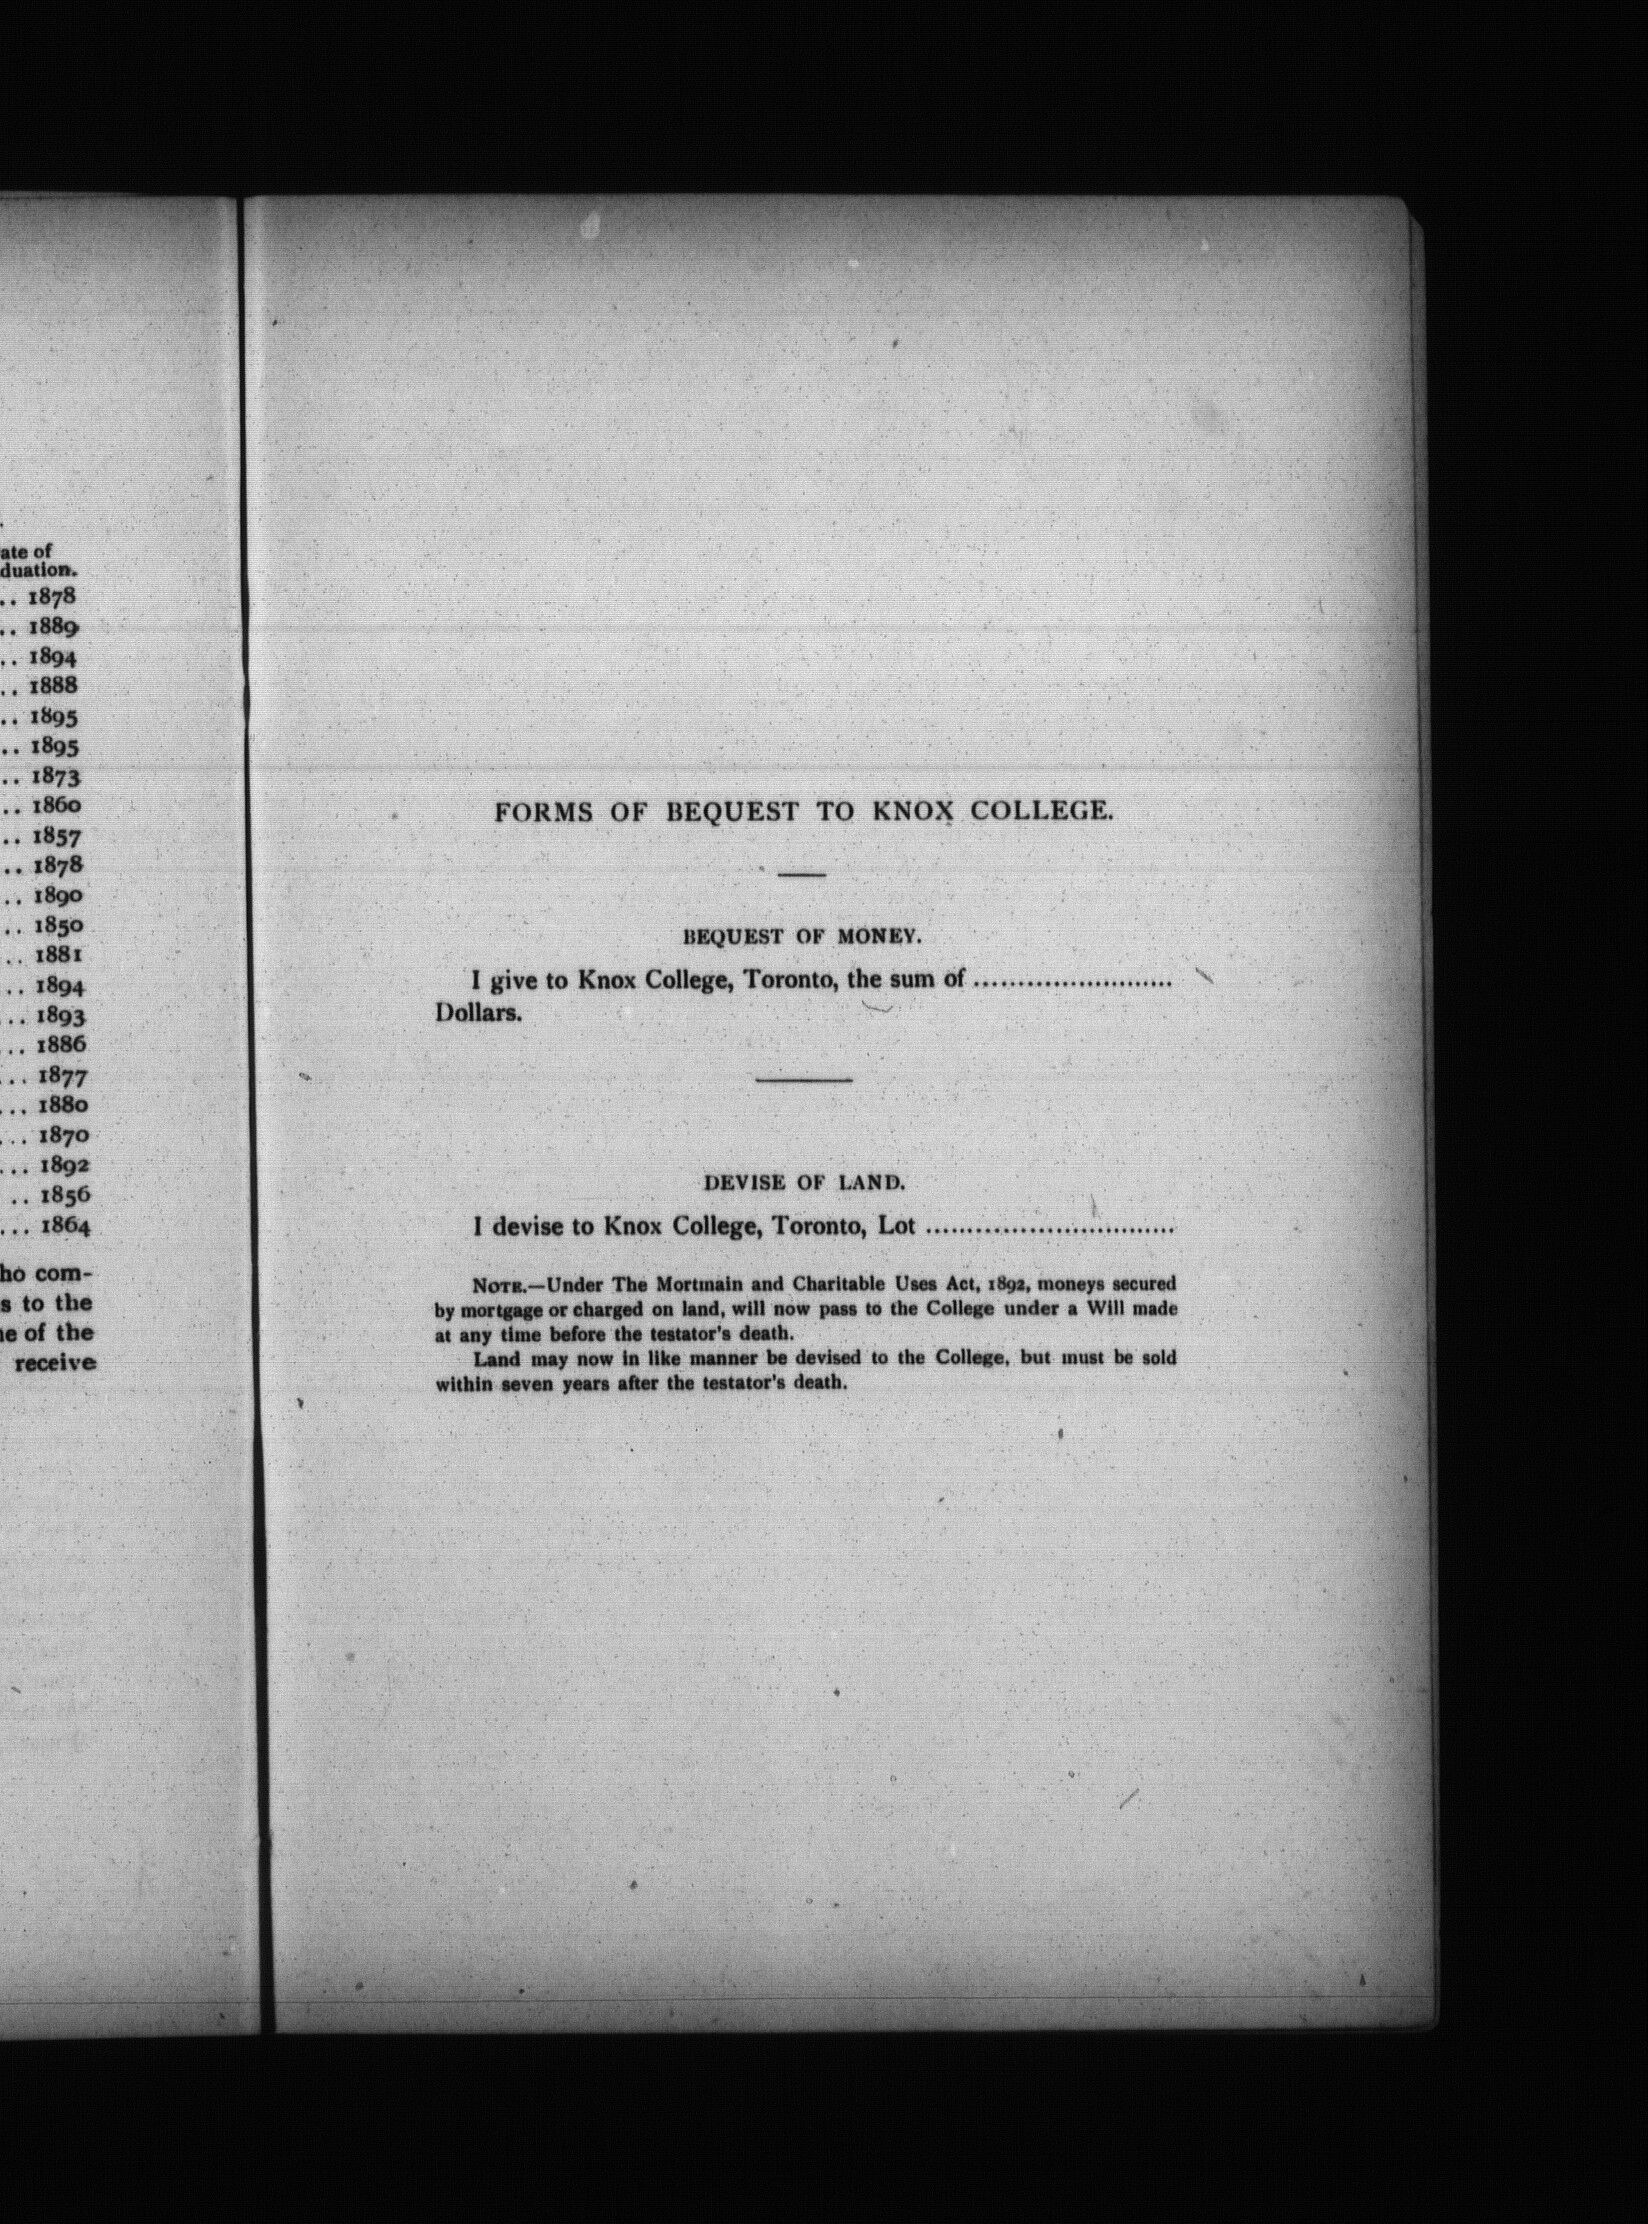 ate of
duation.
.. 1878
.. 1889
.. 1894
.. 1888
.. 1895
.. 1895
.. 1873
.. 1860
.. 1857
.. 1878
.. 1890
.. 1850
.. 1881
.. 1894
... 1893
... 1886
... 1877
... 1880
... 1870
... 1892
.. 1856
... 1864
ho com-
s to the
e of the
receive
FORMS OF BEQUEST TO KNOX COLLEGE.
BEQUEST OF MONEY.
I give to Knox College, Toronto, the sum of ........................
Dollars.
DEVISE OF LAND.
I devise to Knox College, Toronto, Lot ..............................
NOTE.—Under The Mortmain and Charitable Uses Act, 1892, moneys secured
by mortgage or charged on land, will now pass to the College under a Will made
at any time before the testator's death.
Land may now in like manner be devised to the College, but must be sold
within seven years after the testator's death.